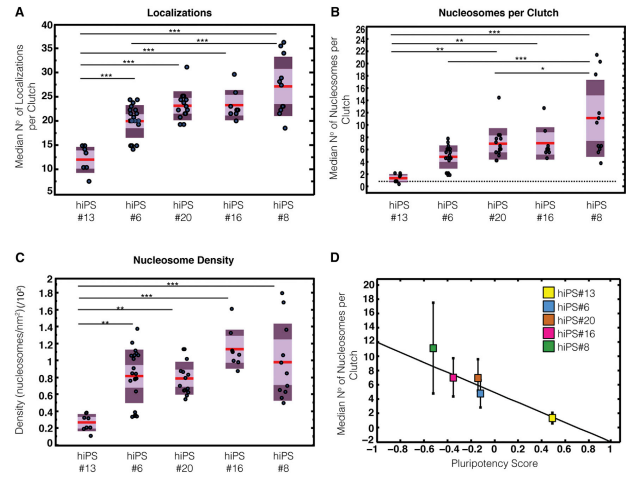 A
Localizations
Median Nº of Localizations
per Clutch
40
35
30
25
20
15
10
5
***
***
***
***
***
hiPS hiPS hiPS hiPS hiPS
#13 #6 #20 #16 #8
B
Nucleosomes per Clutch
Median Nº of Nucleosomes per
Clutch
26
24
22
20
18
16
14
12
10
8
6
4
2
0
***
**
**
***
*
hiPS hiPS hiPS hiPS hiPS
#13 #6 #20 #16 #8
C
Nucleosome Density
Density (nucleosomes/nm²)(/10²)
2
1.8
1.6
1.4
1.2
1
0.8
0.6
0.4
0.2
0
***
***
**
**
hiPS hiPS hiPS hiPS hiPS
#13 #6 #20 #16 #8
D
Median Nº of Nucleosomes per
Clutch
20
18
16
14
12
10
8
6
4
2
0
−2
hiPS#13
hiPS#6
hiPS#20
hiPS#16
hiPS#8
−1 −0.8 −0.6 −0.4 −0.2 0 0.2 0.4 0.6 0.8 1
Pluripotency Score